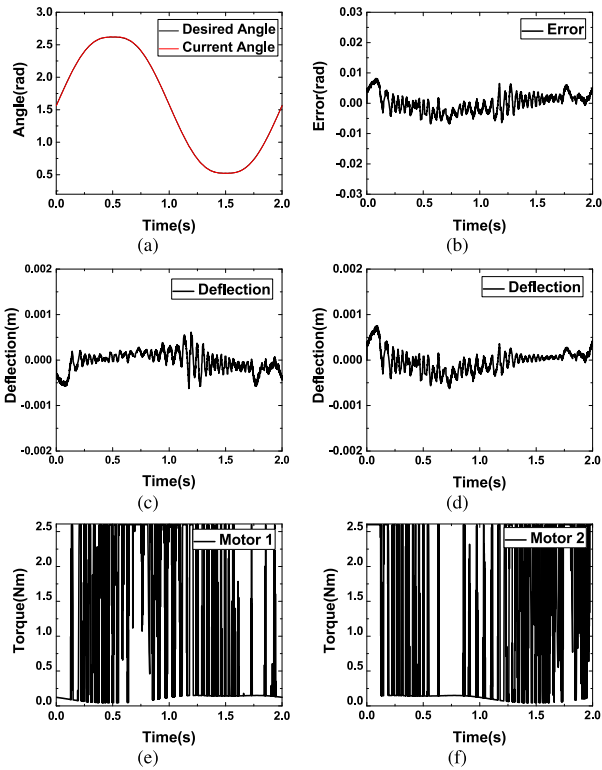 3.0
2.5
2.0
1.5
1.0
0.5
Angle(rad)
Desired Angle
Current Angle
0.0 0.5 1.0 1.5 2.0
Time(s)
(a)
0.03
0.02
0.01
0.00
-0.01
-0.02
-0.03
Error(rad)
Error
0.0 0.5 1.0 1.5 2.0
Time(s)
(b)
0.002
0.001
0.000
-0.001
-0.002
Deflection(m)
Deflection
0.0 0.5 1.0 1.5 2.0
Time(s)
(c)
0.002
0.001
0.000
-0.001
-0.002
Deflection(m)
Deflection
0.0 0.5 1.0 1.5 2.0
Time(s)
(d)
2.5
2.0
1.5
1.0
0.5
0.0
Torque(Nm)
Motor 1
0.0 0.5 1.0 1.5 2.0
Time(s)
(e)
2.5
2.0
1.5
1.0
0.5
0.0
Torque(Nm)
Motor 2
0.0 0.5 1.0 1.5 2.0
Time(s)
(f)